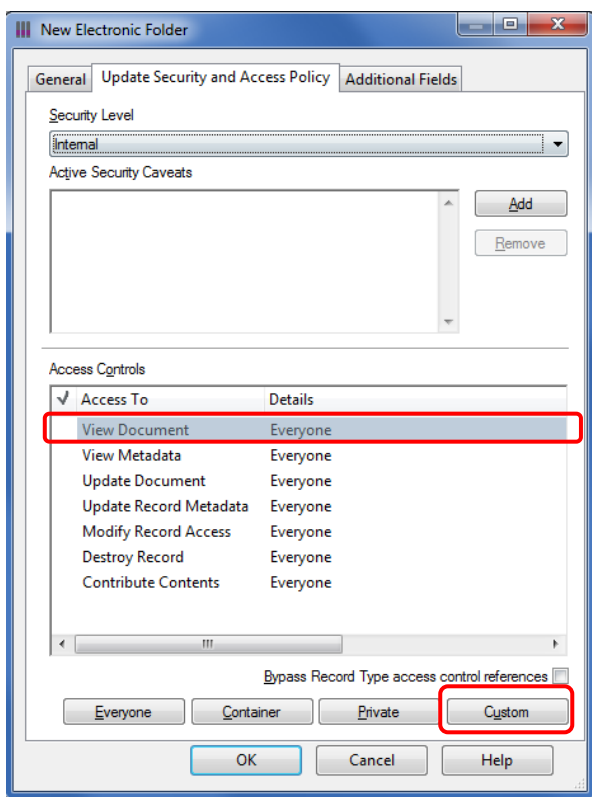 New Electronic Folder
General Update Security and Access Policy Additional Fields
Security Level
Internal
Active Security Caveats
Add
Remove
Access Controls
Access To Details
View Document Everyone
View Metadata Everyone
Update Document Everyone
Update Record Metadata Everyone
Modify Record Access Everyone
Destroy Record Everyone
Contribute Contents Everyone
Bypass Record Type access control references
Everyone Container Private Custom
OK Cancel Help